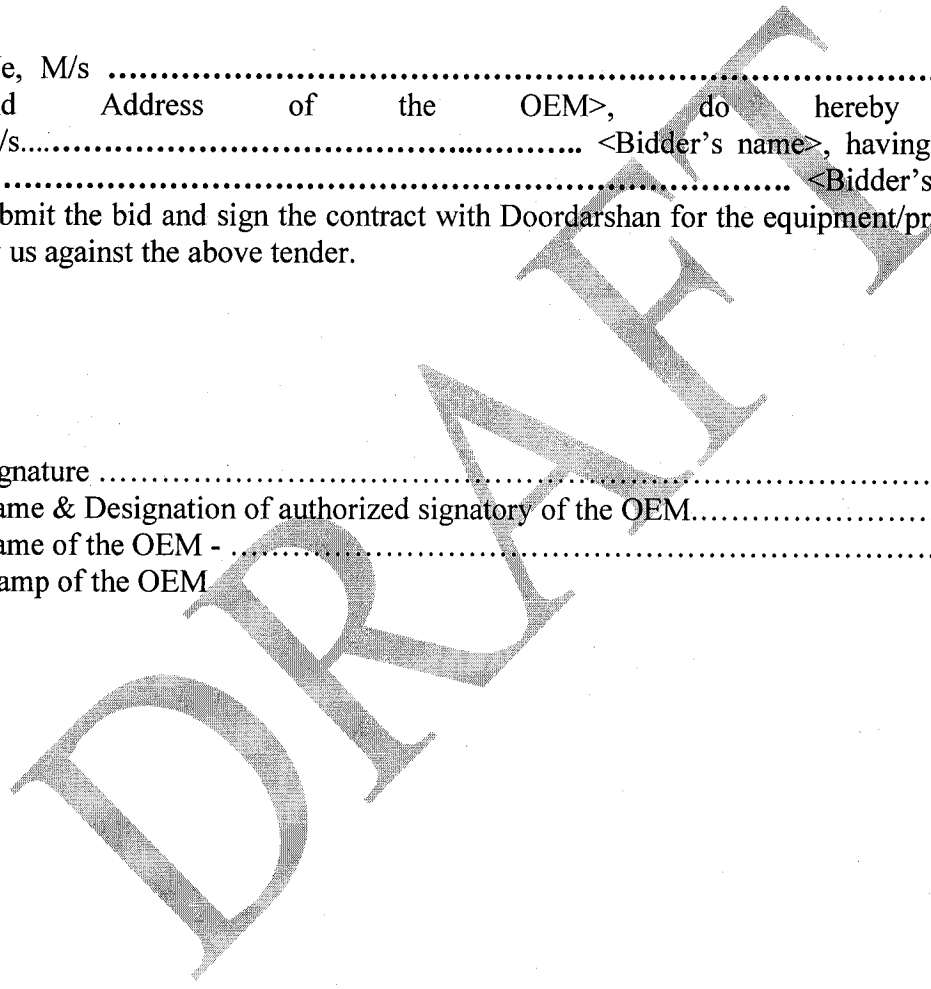 e, M/s ........................................................................
d Address of the OEM>, do hereby
/s............................................................ <Bidder's name>, having
........................................................................ <Bidder's
bmit the bid and sign the contract with Doordarshan for the equipment/pr
us against the above tender.
gnature ........................................................................
ame & Designation of authorized signatory of the OEM........................
ame of the OEM - ........................................................................
amp of the OEM
DRAFT